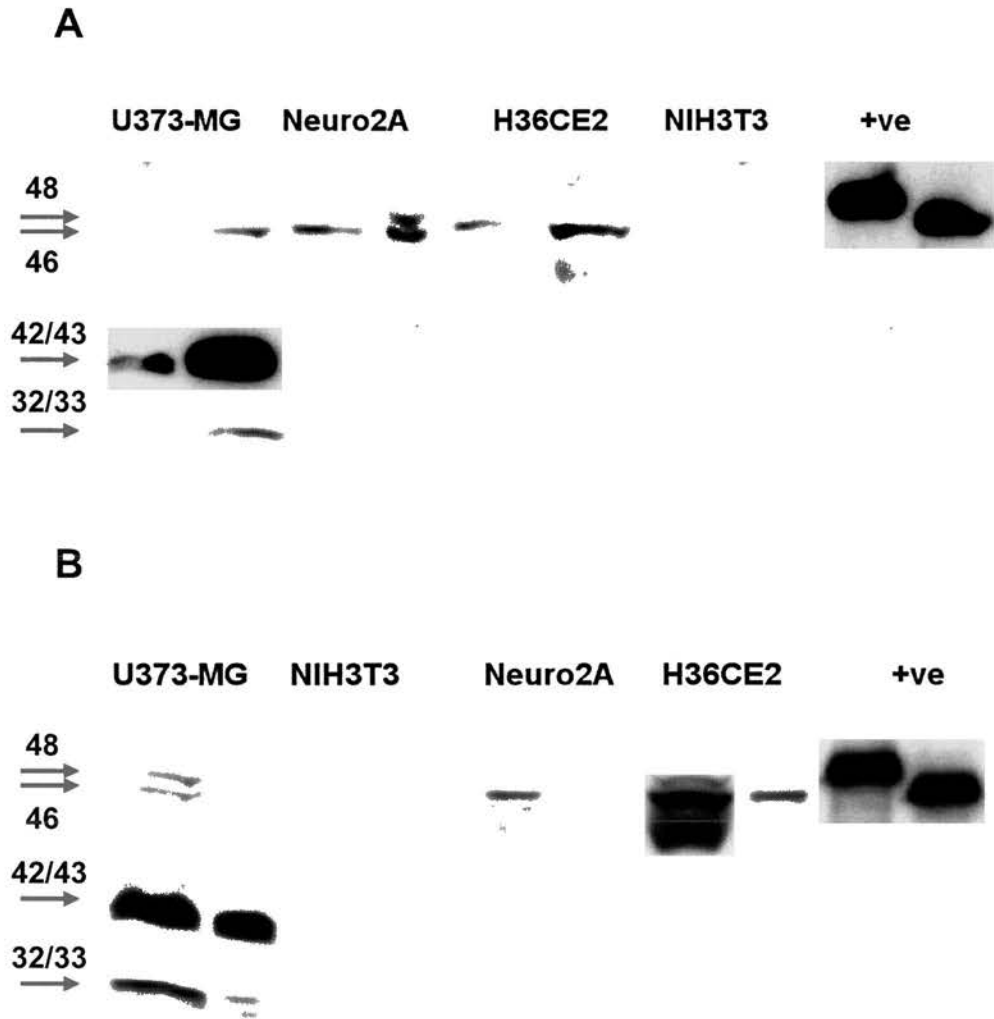 A
U373-MG Neuro2A H36CE2 NIH3T3 +ve
48
46
42/43
32/33
B
U373-MG NIH3T3 Neuro2A H36CE2 +ve
48
46
42/43
32/33